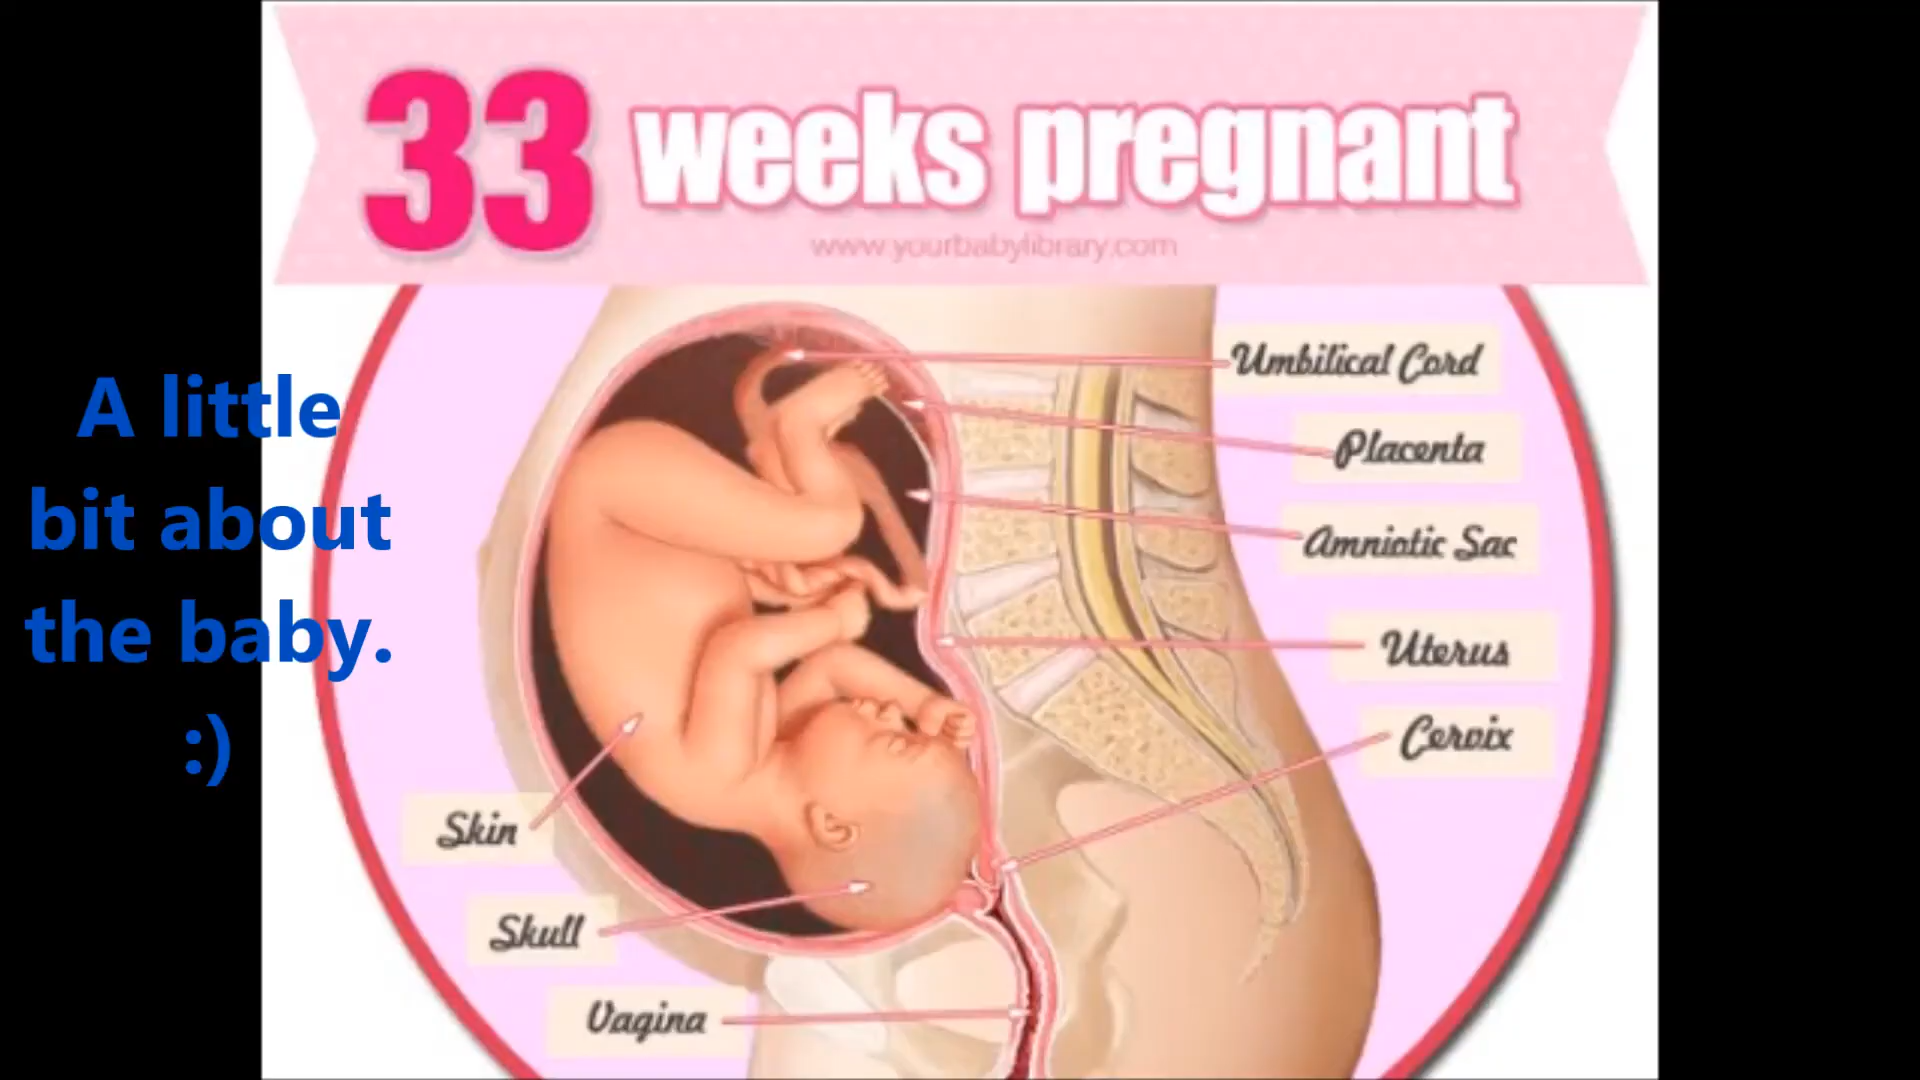 33 weeks pregnant
www.yourbabylibrary.com
A little
bit about
the baby.
:)
Umbilical Cord
Placenta
Amniotic Sac
Uterus
Cervix
Skin
Skull
Vagina